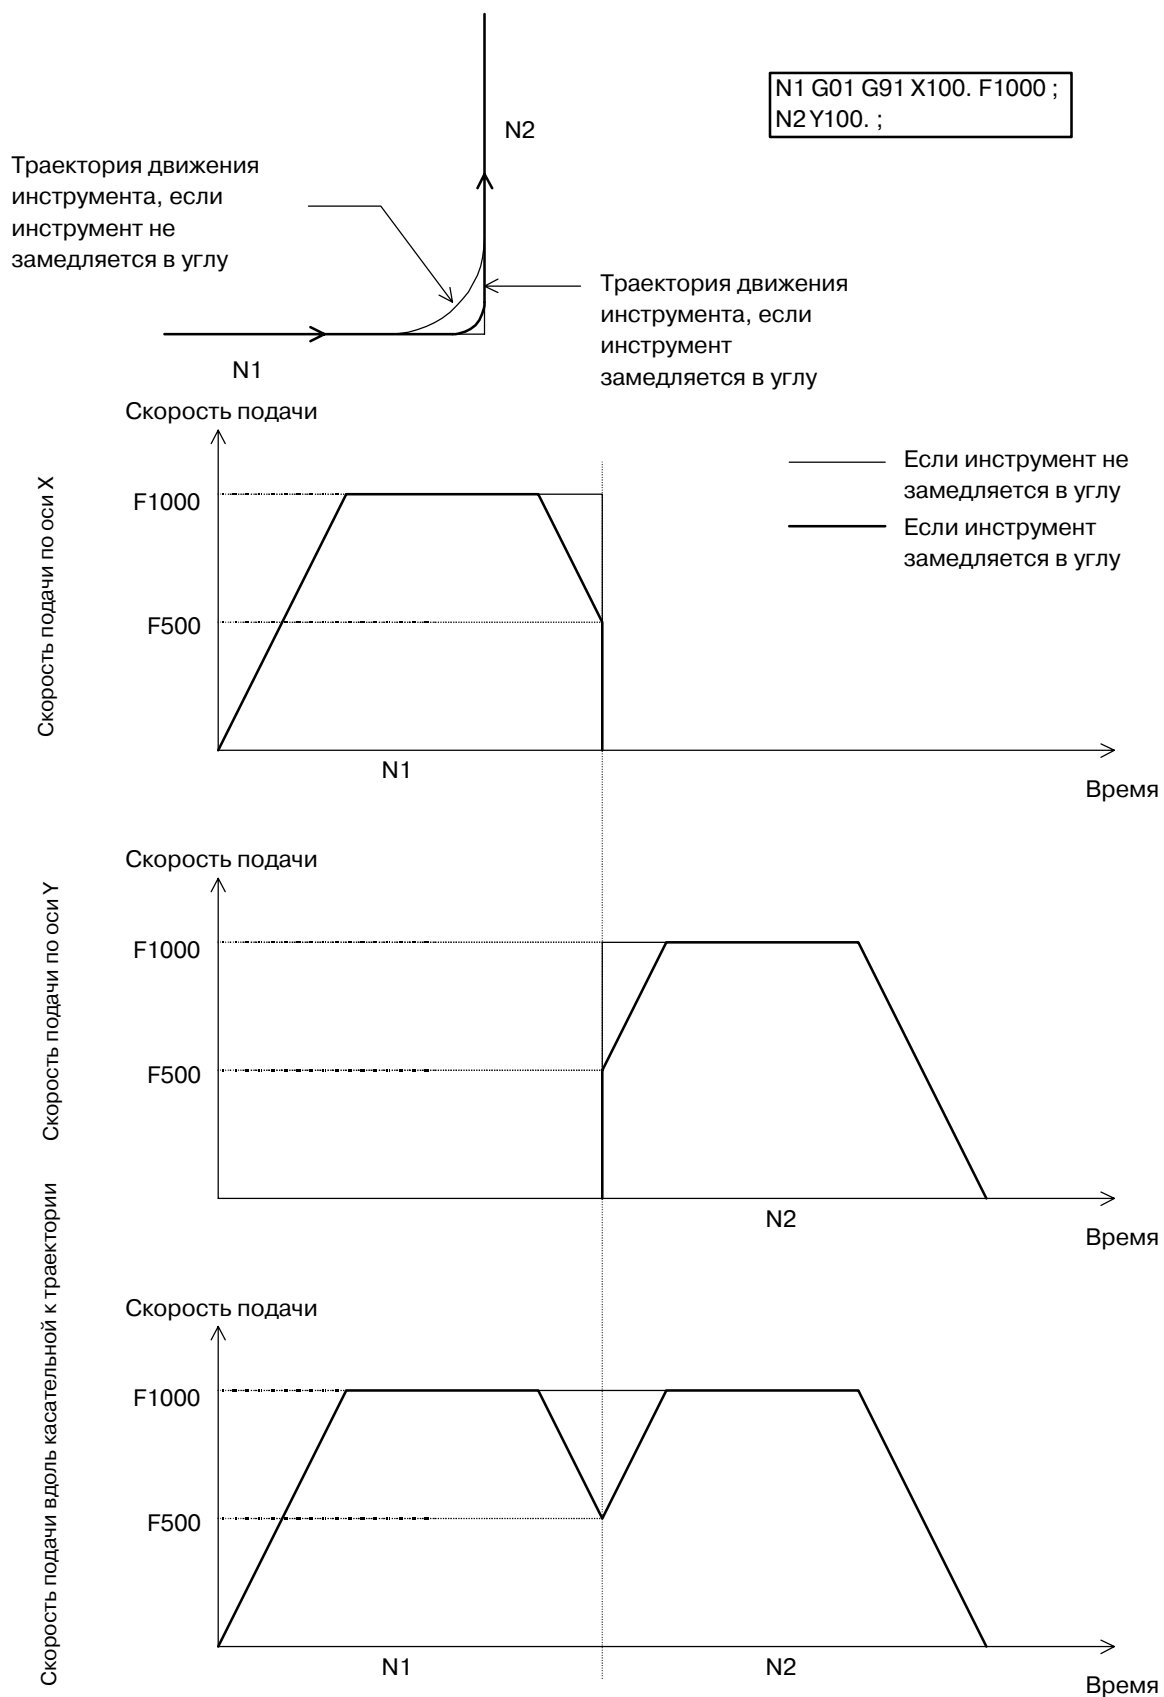 N1 G01 G91 X100. F1000 ;
N2 Y100. ;
N2
Траектория движения
инструмента, если
инструмент не
замедляется в углу
Траектория движения
инструмента, если
инструмент
замедляется в углу
N1
Скорость подачи
Скорость подачи по оси X
F1000
F500
Если инструмент не
замедляется в углу
Если инструмент
замедляется в углу
N1
Время
Скорость подачи
Скорость подачи по оси Y
F1000
F500
N2
Время
Скорость подачи
Скорость подачи вдоль касательной к траектории
F1000
F500
N1
N2
Время